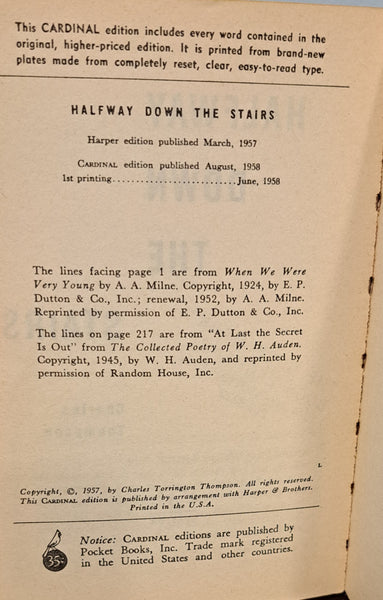 This CARDINAL edition includes every word contained in the
original, higher-priced edition. It is printed from brand-new
plates made from completely reset, clear, easy-to-read type.
HALFWAY DOWN THE STAIRS
Harper edition published March, 1957
CARDINAL edition published August, 1958
1st printing..........................June, 1958
The lines facing page 1 are from When We Were
Very Young by A. A. Milne. Copyright, 1924, by E. P.
Dutton & Co., Inc.; renewal, 1952, by A. A. Milne.
Reprinted by permission of E. P. Dutton & Co., Inc.
The lines on page 217 are from "At Last the Secret
Is Out" from The Collected Poetry of W. H. Auden.
Copyright, 1945, by W. H. Auden, and reprinted by
permission of Random House, Inc.
L
Copyright, ©, 1957, by Charles Torrington Thompson. All rights reserved.
This CARDINAL edition is published by arrangement with Harper & Brothers.
Printed in the U.S.A.
35¢
Notice: CARDINAL editions are published by
Pocket Books, Inc. Trade mark registered
in the United States and other countries.